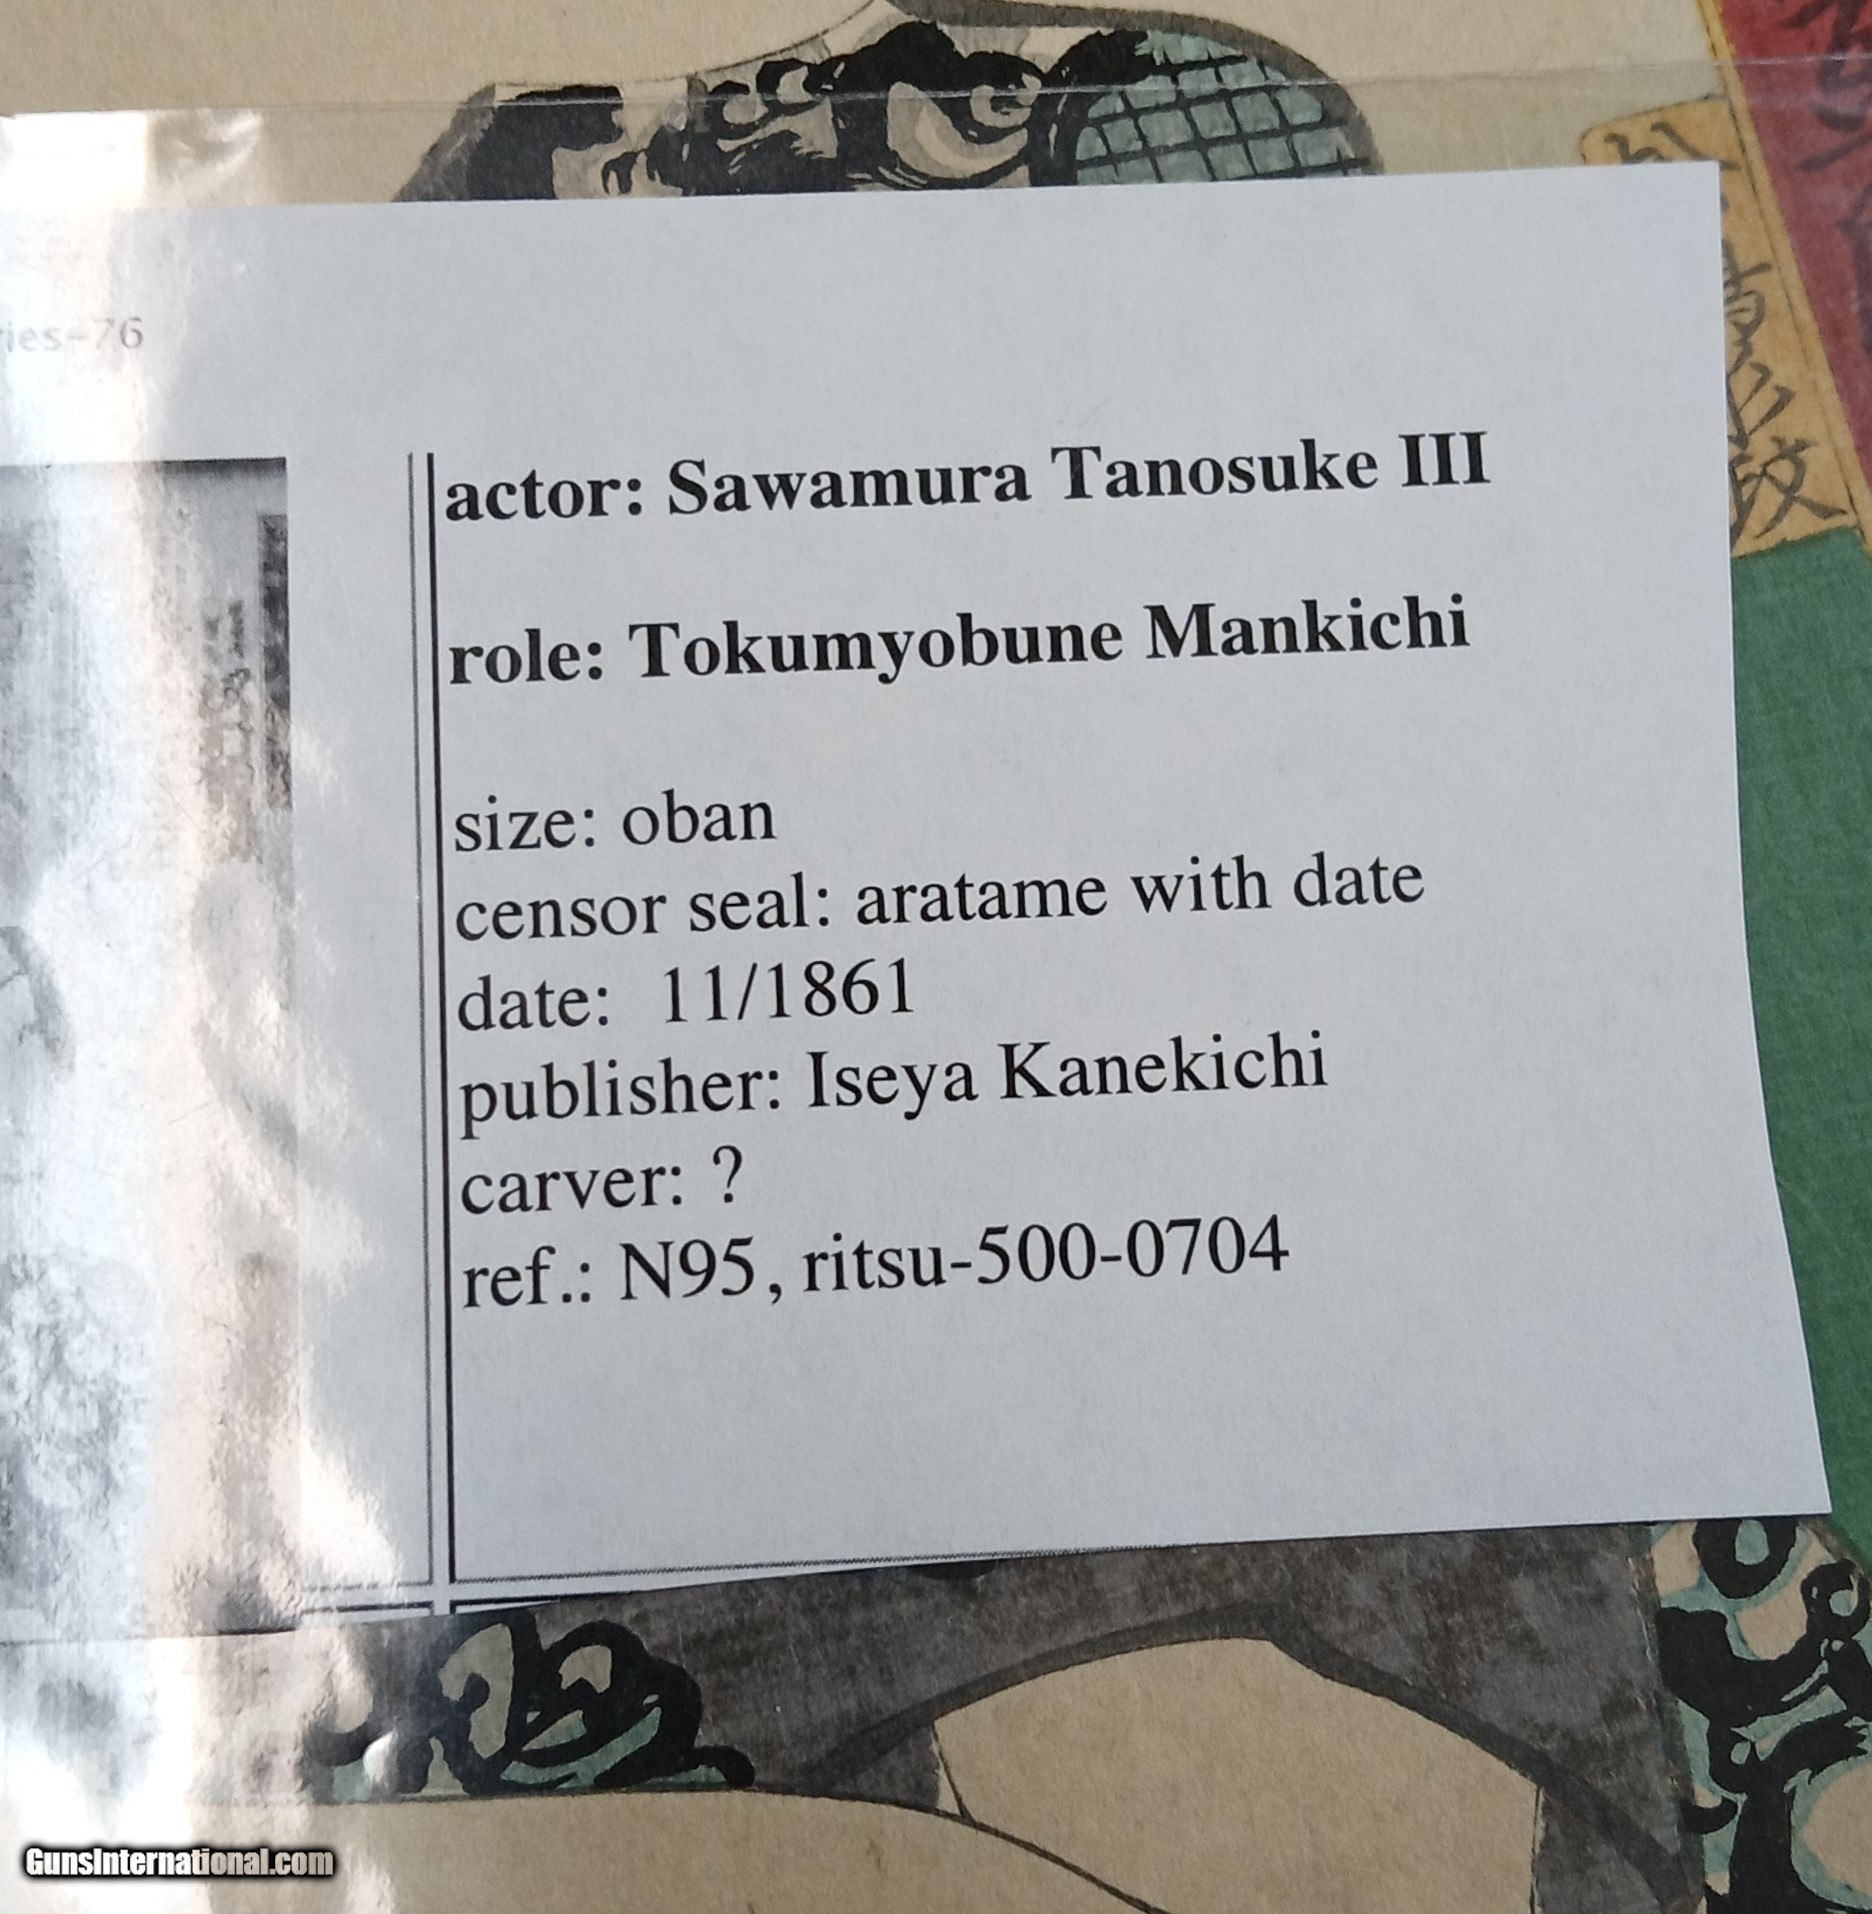 ries-76
actor: Sawamura Tanosuke III
role: Tokumyobune Mankichi
size: oban
censor seal: aratame with date
date: 11/1861
publisher: Iseya Kanekichi
carver: ?
ref.: N95, ritsu-500-0704
GunsInternational.com